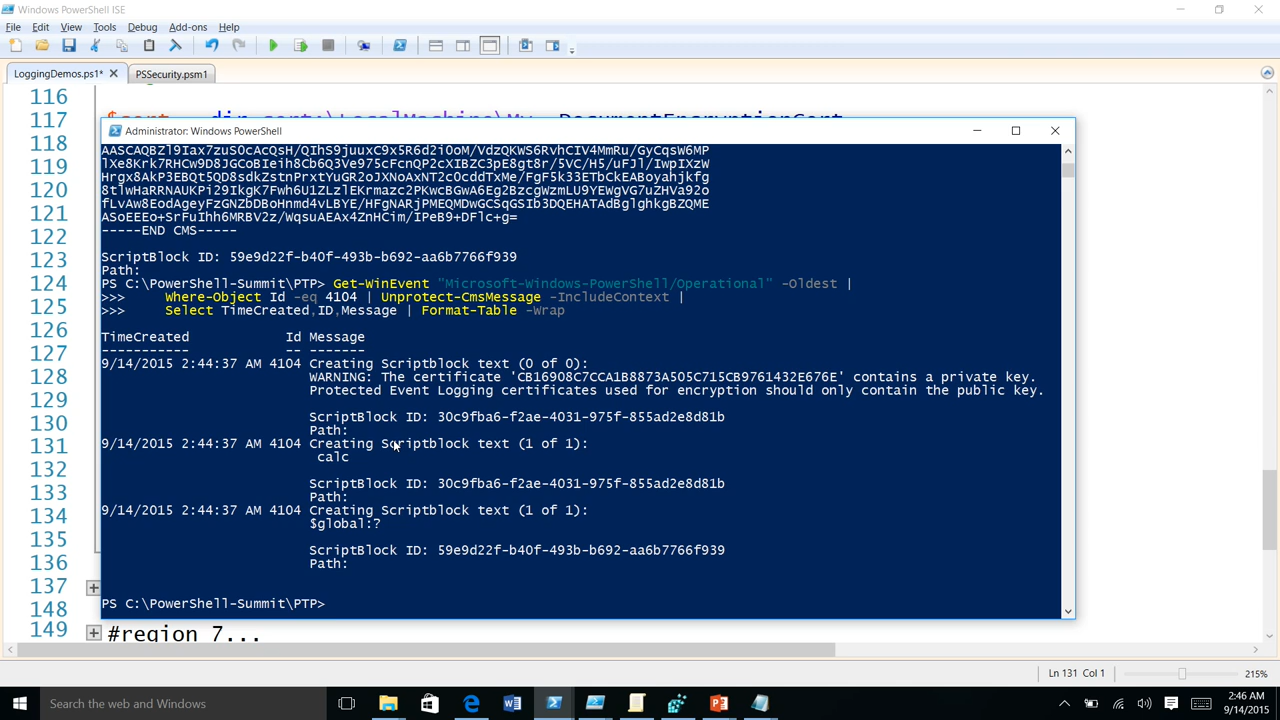 Windows PowerShell ISE
File Edit View Tools Debug Add-ons Help
LoggingDemos.ps1* PSSecurity.psm1
116
117
118
119
120
121
122
123
124
125
126
127
128
129
130
131
132
133
134
135
136
137
148
149 #region 7...
Administrator: Windows PowerShell
-----END CMS-----
ScriptBlock ID: 59e9d22f-b40f-493b-b692-aa6b7766f939
Path:
PS C:\PowerShell-Summit\PTP> Get-WinEvent "Microsoft-Windows-PowerShell/Operational" -Oldest |
>>> Where-Object Id -eq 4104 | Unprotect-CmsMessage -IncludeContext |
>>> Select TimeCreated,ID,Message | Format-Table -Wrap
TimeCreated Id Message
----------- -- -------
9/14/2015 2:44:37 AM 4104 Creating Scriptblock text (0 of 0):
WARNING: The certificate 'CB16908C7CCA1B8873A505C715CB9761432E676E' contains a private key.
Protected Event Logging certificates used for encryption should only contain the public key.
ScriptBlock ID: 30c9fba6-f2ae-4031-975f-855ad2e8d81b
Path:
9/14/2015 2:44:37 AM 4104 Creating Scriptblock text (1 of 1):
calc
ScriptBlock ID: 30c9fba6-f2ae-4031-975f-855ad2e8d81b
Path:
9/14/2015 2:44:37 AM 4104 Creating Scriptblock text (1 of 1):
$global:?
ScriptBlock ID: 59e9d22f-b40f-493b-b692-aa6b7766f939
Path:
PS C:\PowerShell-Summit\PTP>
Ln 131 Col 1 215%
Search the web and Windows
2:46 AM
9/14/2015